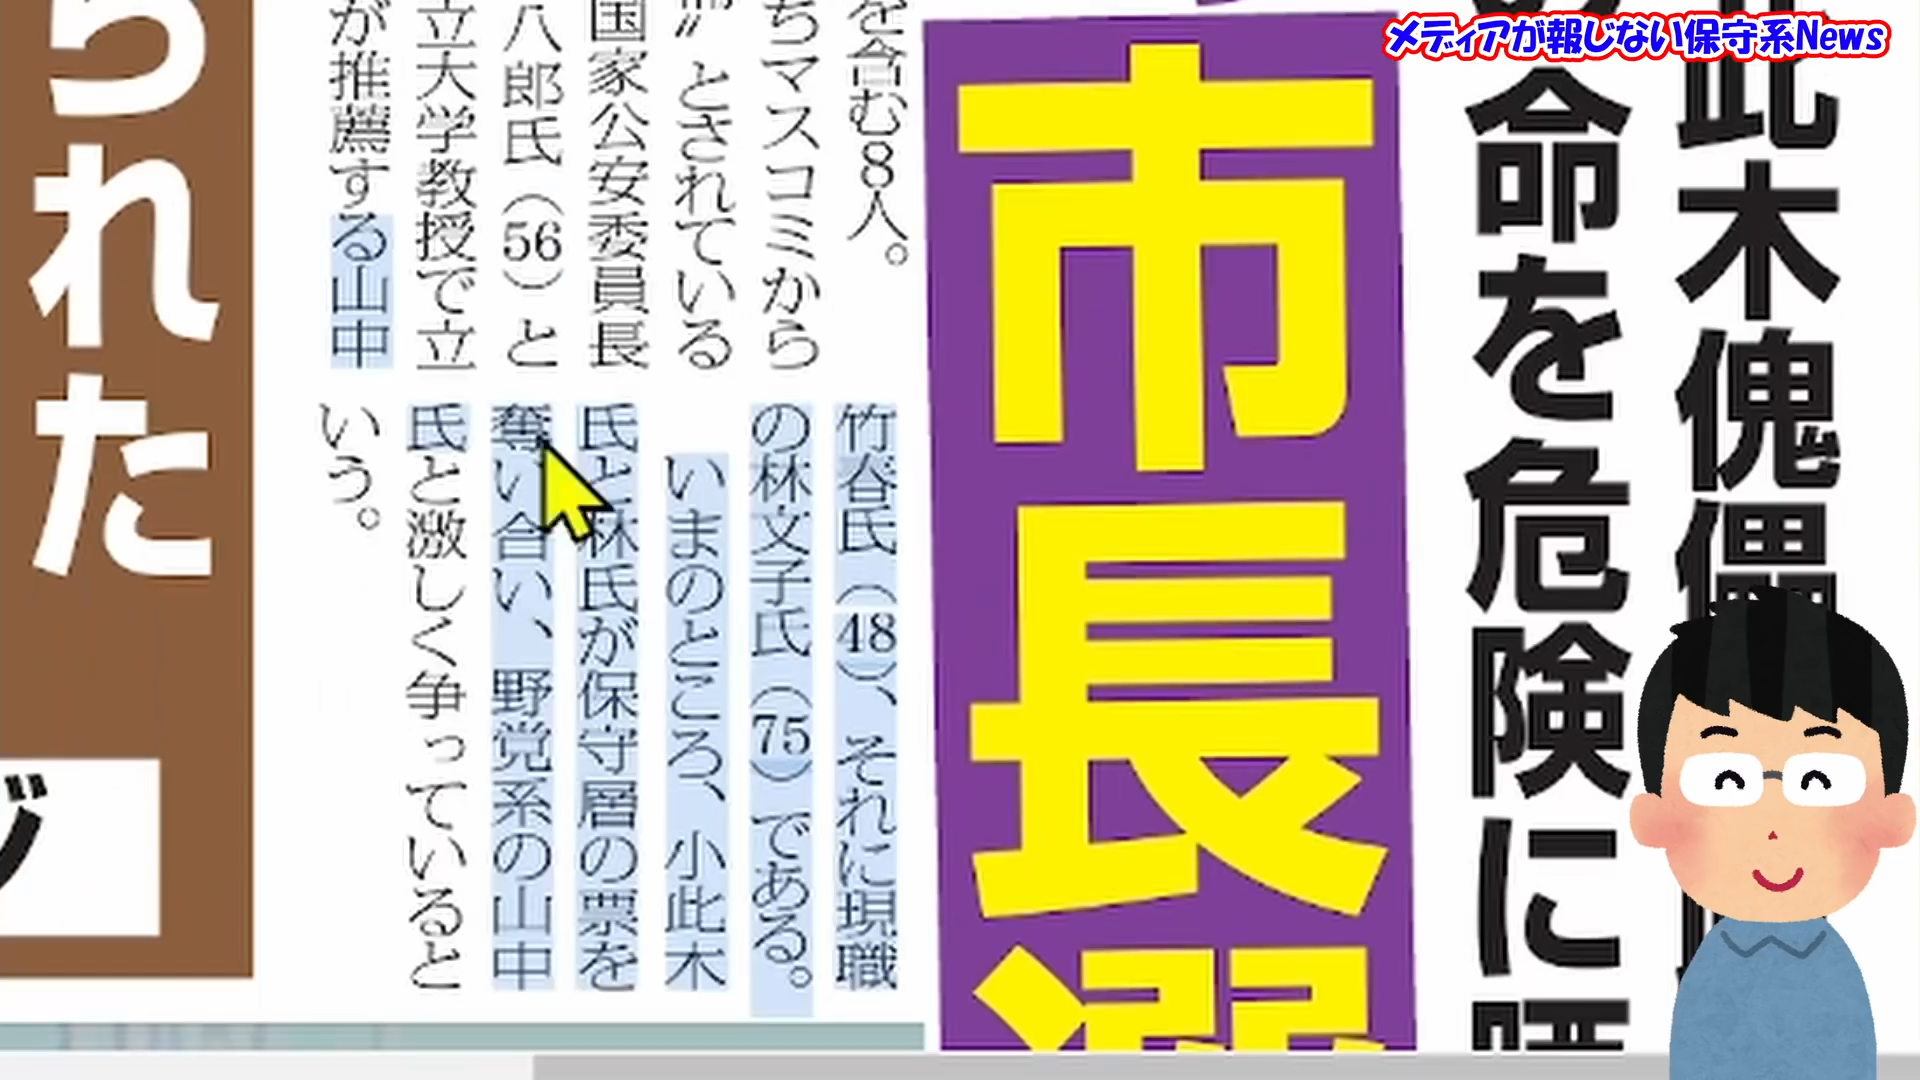 メディアが報じない保守系News
此木傀儡
命を危険に
市長選
を含む8人。
ちマスコミから
〟とされている
国家公安委員長
八郎氏（56）と
立大学教授で立
が推薦する山中
竹春氏（48）、それに現職
の林文子氏（75）である。
いまのところ、小此木
氏と林氏が保守層の票を
奪い合い、野党系の山中
氏と激しく争っていると
いう。
られた